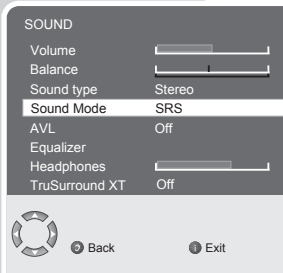 SOUND
Volume
Balance
Sound type Stereo
Sound Mode SRS
AVL Off
Equalizer
Headphones
TruSurround XT Off
Back Exit